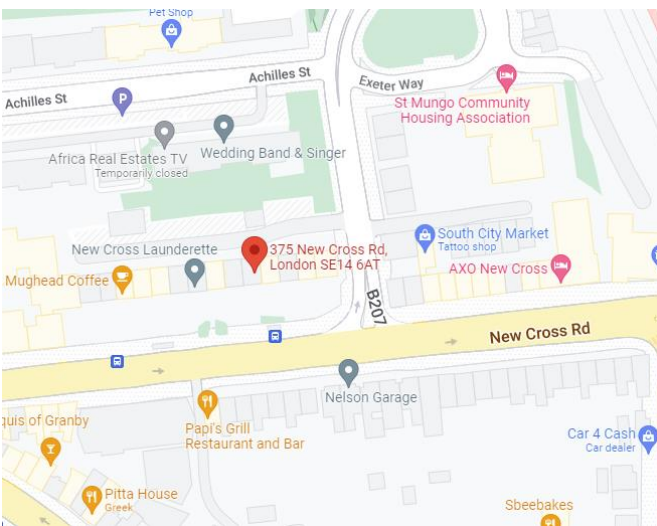 Pet Shop
Achilles St
Achilles St
Exeter Way
P
St Mungo Community
Housing Association
Africa Real Estates TV
Temporarily closed
Wedding Band & Singer
New Cross Launderette
375 New Cross Rd,
London SE14 6AT
South City Market
Tattoo shop
Mughead Coffee
AXO New Cross
B207
New Cross Rd
Nelson Garage
quis of Granby
Papi's Grill
Restaurant and Bar
Car 4 Cash
Car dealer
Pitta House
Greek
Sbeebakes